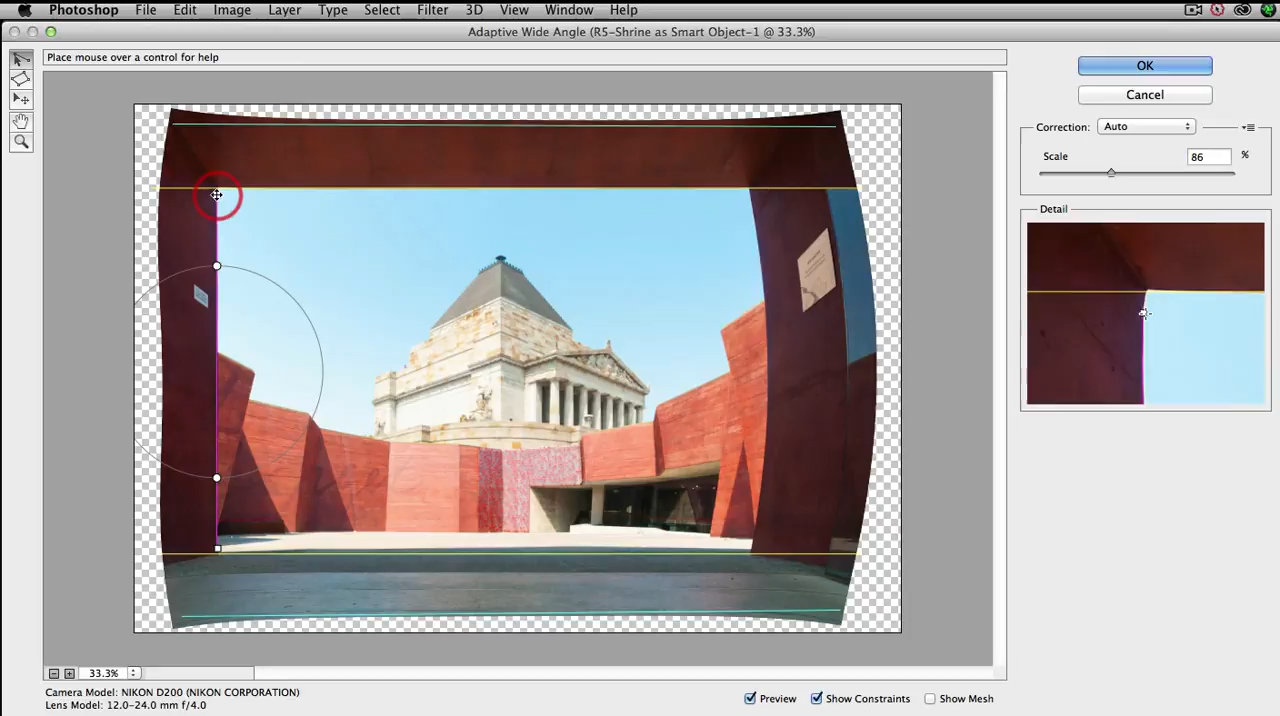 Photoshop File Edit Image Layer Type Select Filter 3D View Window Help
Adaptive Wide Angle (R5-Shrine as Smart Object-1 @ 33.3%)
Place mouse over a control for help
OK
Cancel
Correction: Auto
Scale 86 %
Detail
33.3%
Camera Model: NIKON D200 (NIKON CORPORATION)
Lens Model: 12.0-24.0 mm f/4.0
Preview Show Constraints Show Mesh